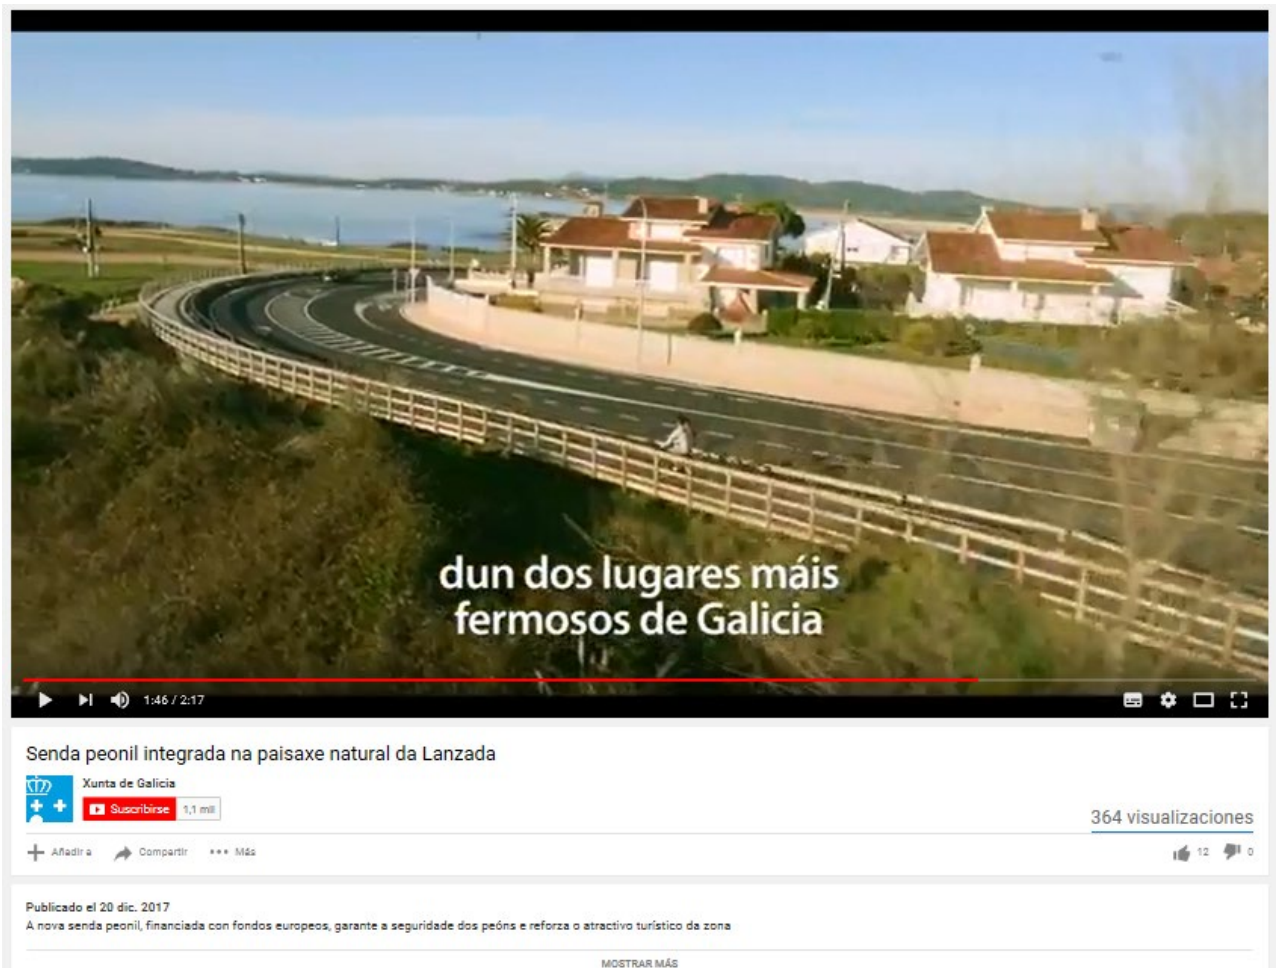 dun dos lugares máis
fermosos de Galicia
1:46 / 2:17
Senda peonil integrada na paisaxe natural da Lanzada
Xunta de Galicia
Suscribirse 1,1 mil
364 visualizaciones
Añadir a Compartir Más
12 0
Publicado el 20 dic. 2017
A nova senda peonil, financiada con fondos europeos, garante a seguridade dos peóns e reforza o atractivo turístico da zona
MOSTRAR MÁS